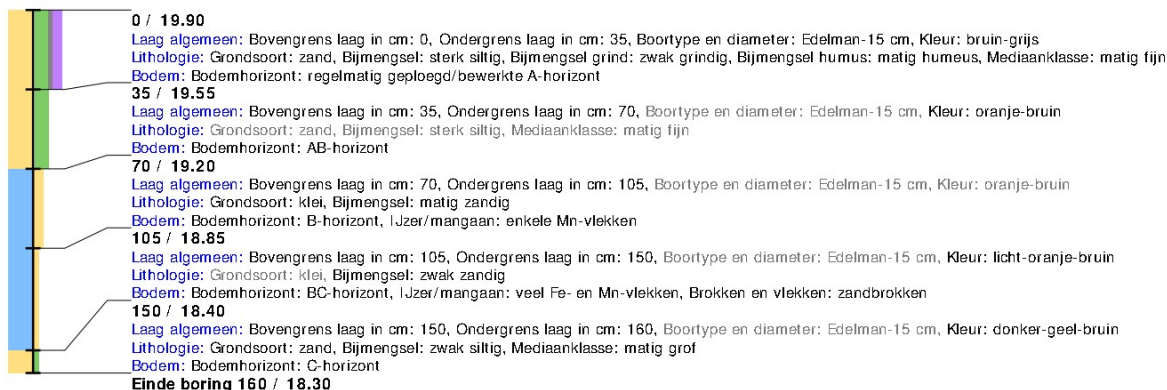 0 / 19.90
Laag algemeen: Bovengrens laag in cm: 0, Ondergrens laag in cm: 35, Boortype en diameter: Edelman-15 cm, Kleur: bruin-grijs
Lithologie: Grondsoort: zand, Bijmengsel: sterk siltig, Bijmengsel grind: zwak grindig, Bijmengsel humus: matig humeus, Mediaanklasse: matig fijn
Bodem: Bodemhorizont: regelmatig geploegd/bewerkte A-horizont
35 / 19.55
Laag algemeen: Bovengrens laag in cm: 35, Ondergrens laag in cm: 70, Boortype en diameter: Edelman-15 cm, Kleur: oranje-bruin
Lithologie: Grondsoort: zand, Bijmengsel: sterk siltig, Mediaanklasse: matig fijn
Bodem: Bodemhorizont: AB-horizont
70 / 19.20
Laag algemeen: Bovengrens laag in cm: 70, Ondergrens laag in cm: 105, Boortype en diameter: Edelman-15 cm, Kleur: oranje-bruin
Lithologie: Grondsoort: klei, Bijmengsel: matig zandig
Bodem: Bodemhorizont: B-horizont, IJzer/mangaan: enkele Mn-vlekken
105 / 18.85
Laag algemeen: Bovengrens laag in cm: 105, Ondergrens laag in cm: 150, Boortype en diameter: Edelman-15 cm, Kleur: licht-oranje-bruin
Lithologie: Grondsoort: klei, Bijmengsel: zwak zandig
Bodem: Bodemhorizont: BC-horizont, IJzer/mangaan: veel Fe- en Mn-vlekken, Brokken en vlekken: zandbrokken
150 / 18.40
Laag algemeen: Bovengrens laag in cm: 150, Ondergrens laag in cm: 160, Boortype en diameter: Edelman-15 cm, Kleur: donker-geel-bruin
Lithologie: Grondsoort: zand, Bijmengsel: zwak siltig, Mediaanklasse: matig grof
Bodem: Bodemhorizont: C-horizont
Einde boring 160 / 18.30